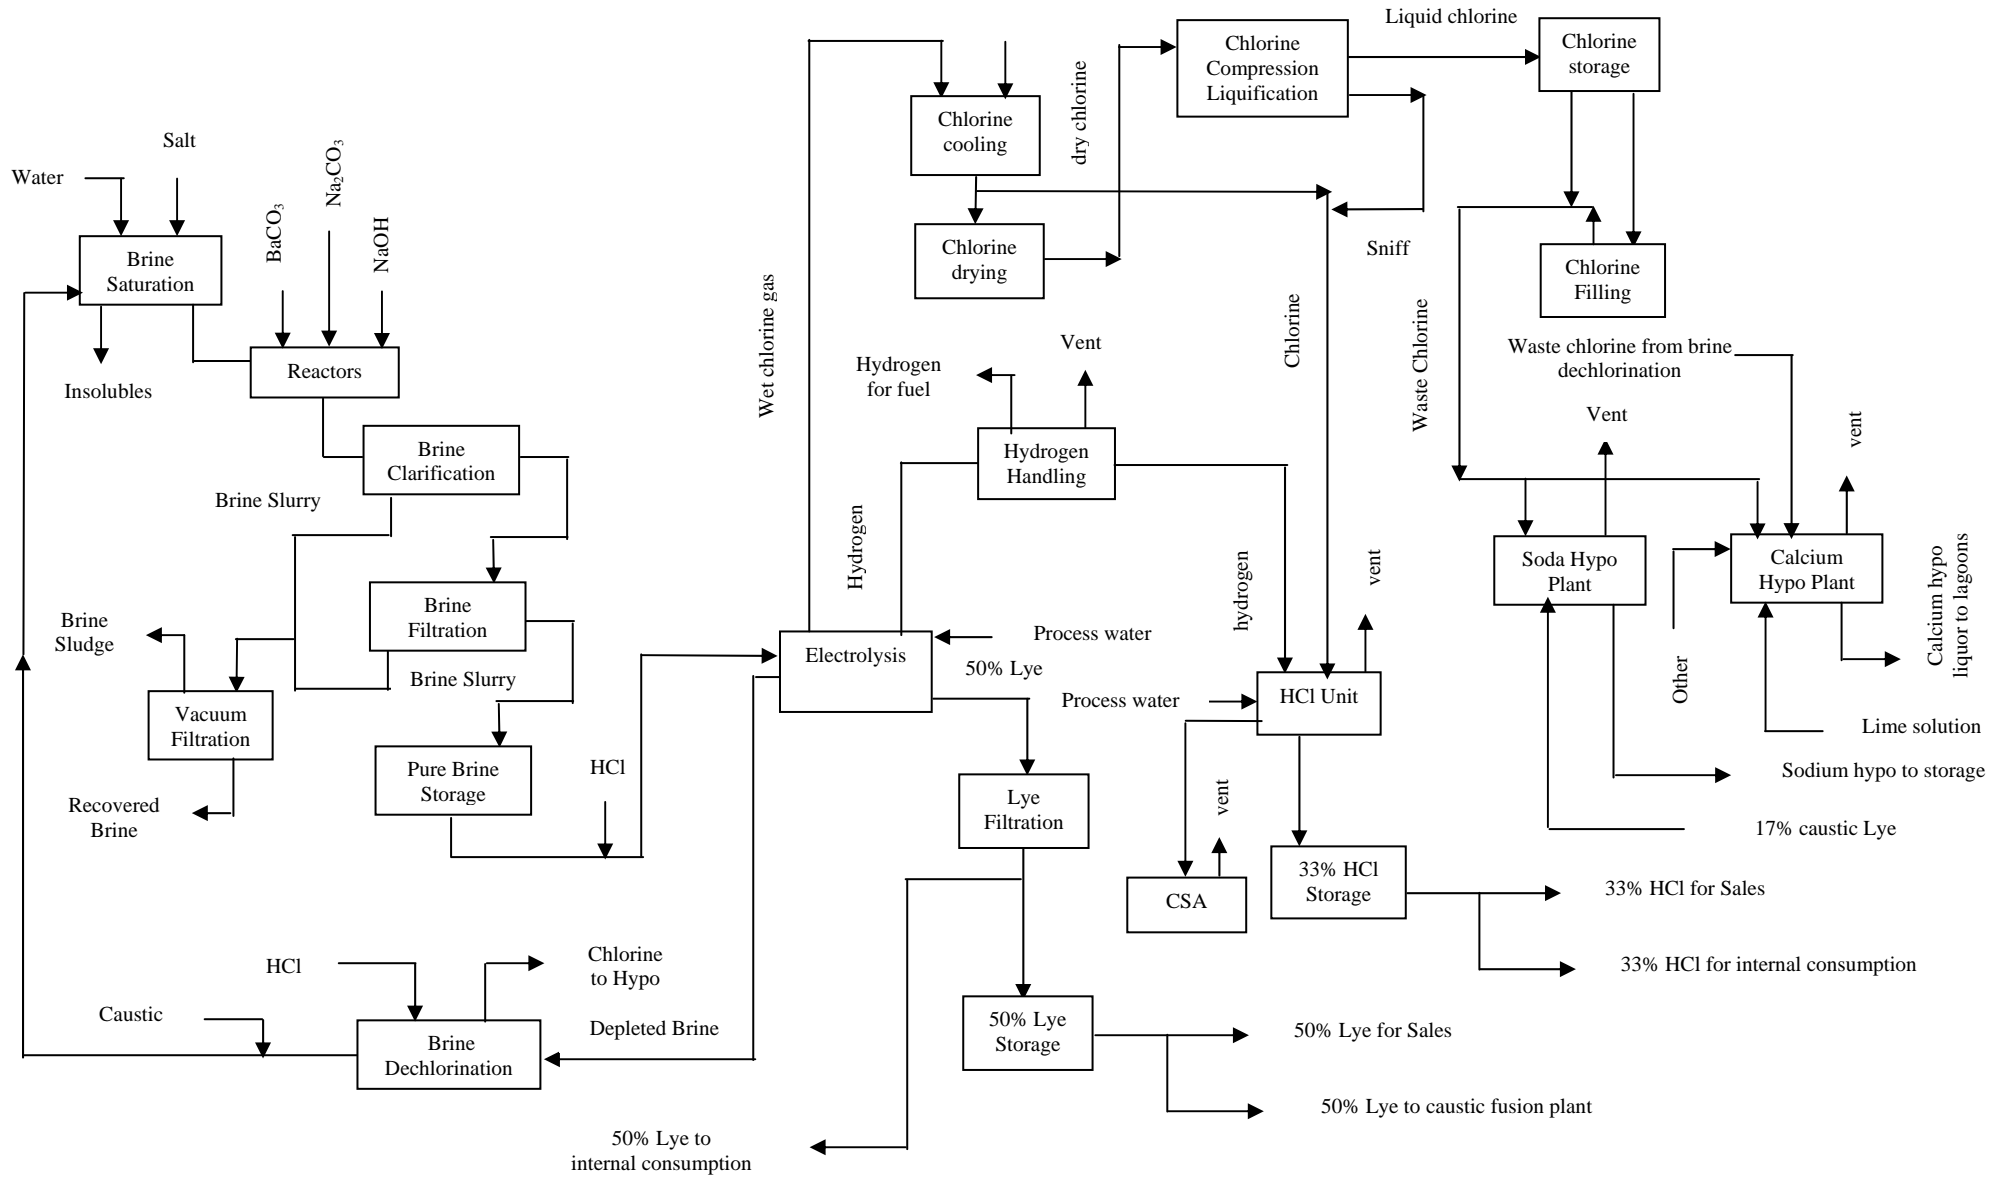 Liquid chlorine
Chlorine
Compression
Liquification
Chlorine
storage
dry chlorine
Chlorine
cooling
Salt
Water
Na₂CO₃
BaCO₃
NaOH
Brine
Saturation
Chlorine
drying
Sniff
Chlorine
Filling
Wet chlorine gas
Chlorine
Waste Chlorine
Insolubles
Reactors
Vent
Hydrogen
for fuel
Waste chlorine from brine
dechlorination
Vent
vent
Brine
Clarification
Hydrogen
Handling
Brine Slurry
Hydrogen
hydrogen
vent
Soda Hypo
Plant
Calcium
Hypo Plant
Calcium hypo
liquor to lagoons
Brine
Sludge
Brine
Filtration
Electrolysis
Process water
50% Lye
Brine Slurry
Process water
HCl Unit
Other
Vacuum
Filtration
Lime solution
Pure Brine
Storage
HCl
Sodium hypo to storage
Recovered
Brine
Lye
Filtration
vent
17% caustic Lye
CSA
33% HCl
Storage
33% HCl for Sales
HCl
Chlorine
to Hypo
33% HCl for internal consumption
Caustic
Depleted Brine
Brine
Dechlorination
50% Lye
Storage
50% Lye for Sales
50% Lye to caustic fusion plant
50% Lye to
internal consumption